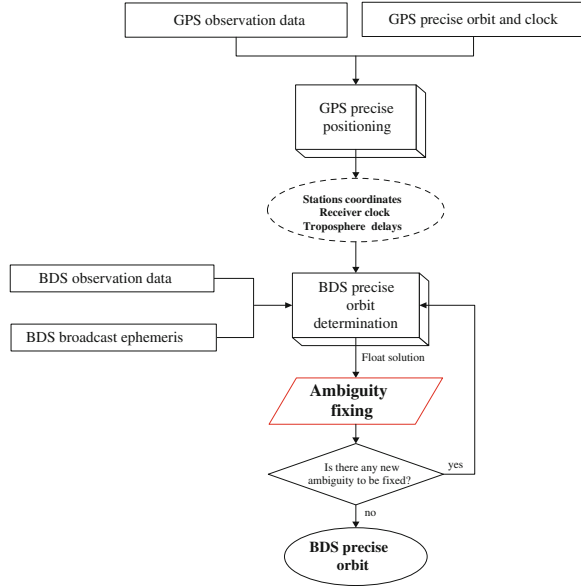 GPS observation data
GPS precise orbit and clock
GPS precise
positioning
Stations coordinates
Receiver clock
Troposphere delays
BDS observation data
BDS broadcast ephemeris
BDS precise
orbit
determination
Float solution
Ambiguity
fixing
Is there any new
ambiguity to be fixed?
yes
no
BDS precise
orbit